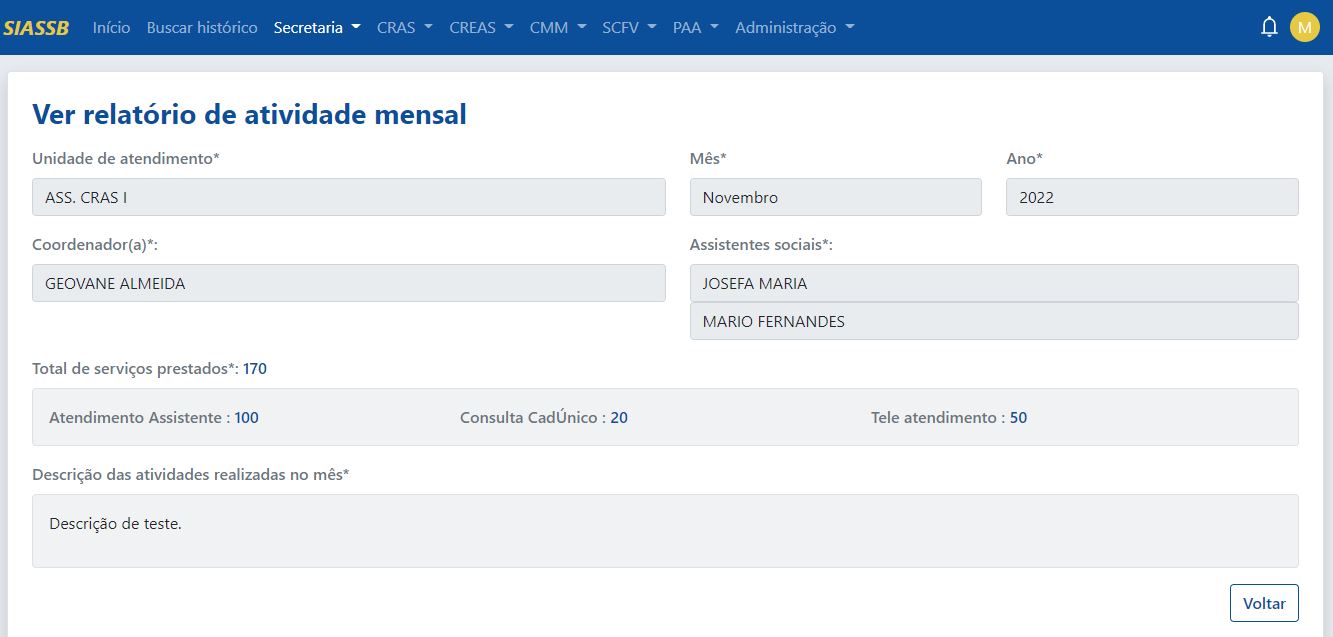 SIASSB Início Buscar histórico Secretaria CRAS CREAS CMM SCFV PAA Administração M
Ver relatório de atividade mensal
Unidade de atendimento* Mês* Ano*
ASS. CRAS I Novembro 2022
Coordenador(a)*: Assistentes sociais*:
GEOVANE ALMEIDA JOSEFA MARIA
MARIO FERNANDES
Total de serviços prestados*: 170
Atendimento Assistente : 100 Consulta CadÚnico : 20 Tele atendimento : 50
Descrição das atividades realizadas no mês*
Descrição de teste.
Voltar